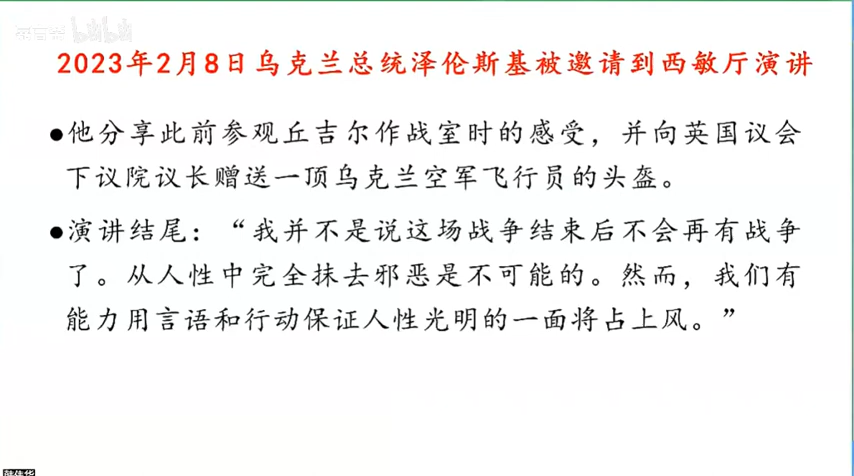 bilibili
2023年2月8日乌克兰总统泽伦斯基被邀请到西敏厅演讲
●他分享此前参观丘吉尔作战室时的感受，并向英国议会
下议院议长赠送一顶乌克兰空军飞行员的头盔。
●演讲结尾：“我并不是说这场战争结束后不会再有战争
了。从人性中完全抹去邪恶是不可能的。然而，我们有
能力用言语和行动保证人性光明的一面将占上风。”